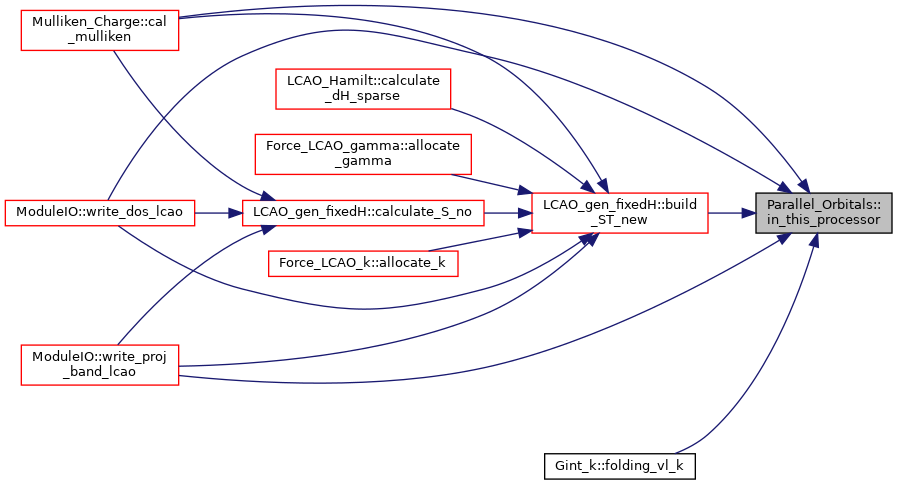 Mulliken_Charge::cal
_mulliken
LCAO_Hamilt::calculate
_dH_sparse
Force_LCAO_gamma::allocate
_gamma
ModuleIO::write_dos_lcao
LCAO_gen_fixedH::calculate_S_no
LCAO_gen_fixedH::build
_ST_new
Parallel_Orbitals::
in_this_processor
Force_LCAO_k::allocate_k
ModuleIO::write_proj
_band_lcao
Gint_k::folding_vl_k